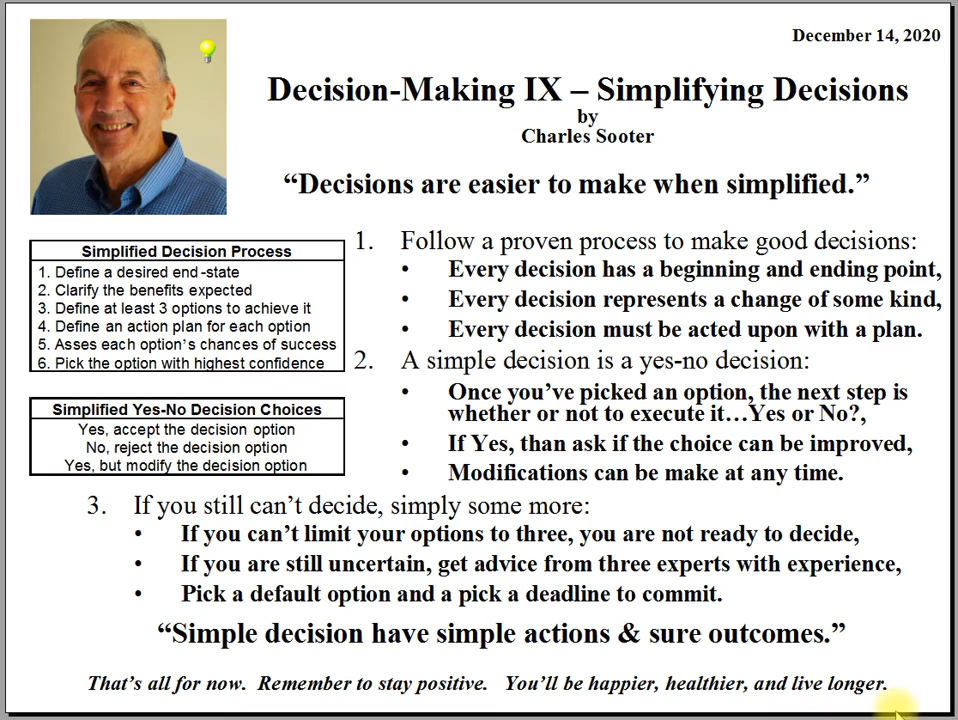 December 14, 2020
Decision-Making IX – Simplifying Decisions
by
Charles Sooter
“Decisions are easier to make when simplified.”
Simplified Decision Process
1. Define a desired end-state
2. Clarify the benefits expected
3. Define at least 3 options to achieve it
4. Define an action plan for each option
5. Asses each option’s chances of success
6. Pick the option with highest confidence
Simplified Yes-No Decision Choices
Yes, accept the decision option
No, reject the decision option
Yes, but modify the decision option
1. Follow a proven process to make good decisions:
• Every decision has a beginning and ending point,
• Every decision represents a change of some kind,
• Every decision must be acted upon with a plan.
2. A simple decision is a yes-no decision:
• Once you’ve picked an option, the next step is
whether or not to execute it…Yes or No?,
• If Yes, than ask if the choice can be improved,
• Modifications can be make at any time.
3. If you still can’t decide, simply some more:
• If you can’t limit your options to three, you are not ready to decide,
• If you are still uncertain, get advice from three experts with experience,
• Pick a default option and a pick a deadline to commit.
“Simple decision have simple actions & sure outcomes.”
That’s all for now. Remember to stay positive. You’ll be happier, healthier, and live longer.